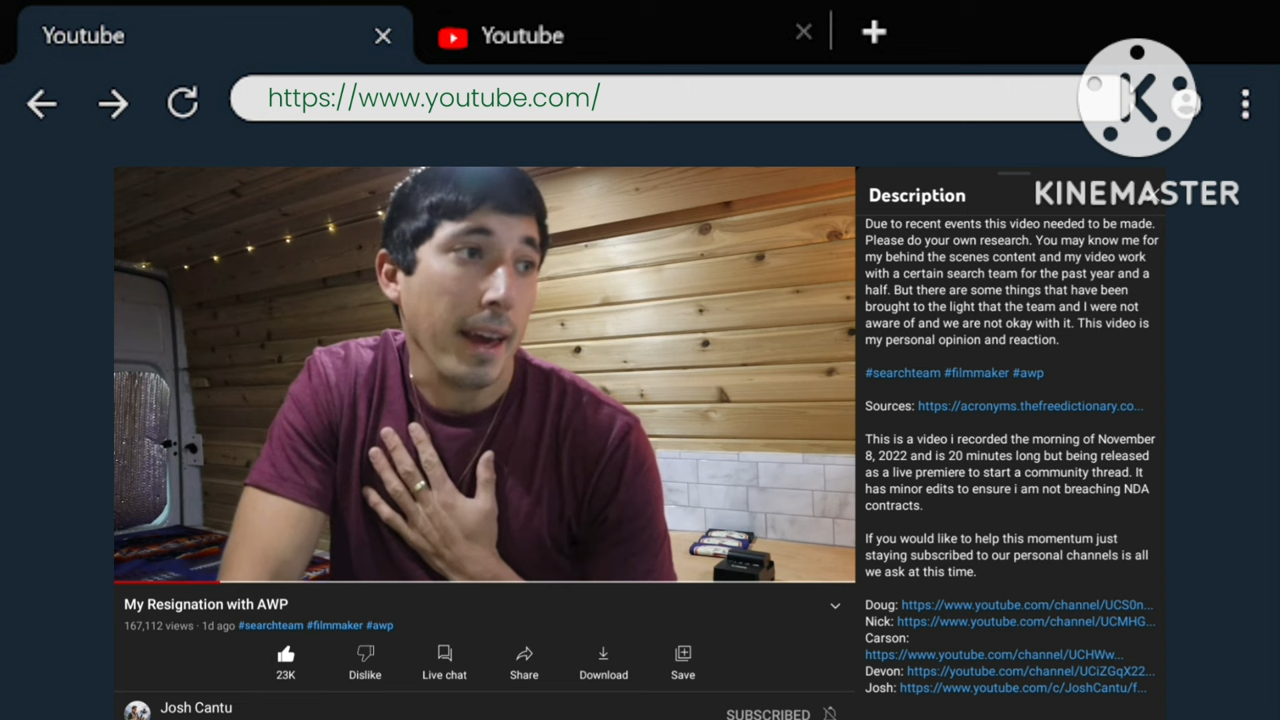 Youtube
Youtube
https://www.youtube.com/
KINEMASTER
Description
Due to recent events this video needed to be made.
Please do your own research. You may know me for
my behind the scenes content and my video work
with a certain search team for the past year and a
half. But there are some things that have been
brought to the light that the team and I were not
aware of and we are not okay with it. This video is
my personal opinion and reaction.
#searchteam #filmmaker #awp
Sources: https://acronyms.thefreedictionary.co...
This is a video i recorded the morning of November
8, 2022 and is 20 minutes long but being released
as a live premiere to start a community thread. It
has minor edits to ensure i am not breaching NDA
contracts.
If you would like to help this momentum just
staying subscribed to our personal channels is all
we ask at this time.
Doug: https://www.youtube.com/channel/UCS0n...
Nick: https://www.youtube.com/channel/UCMHG...
Carson:
https://www.youtube.com/channel/UCHWw...
Devon: https://youtube.com/channel/UCiZGqX22...
Josh: https://www.youtube.com/c/JoshCantu/f...
My Resignation with AWP
167,112 views · 1d ago #searchteam #filmmaker #awp
23K Dislike Live chat Share Download Save
Josh Cantu
SUBSCRIBED